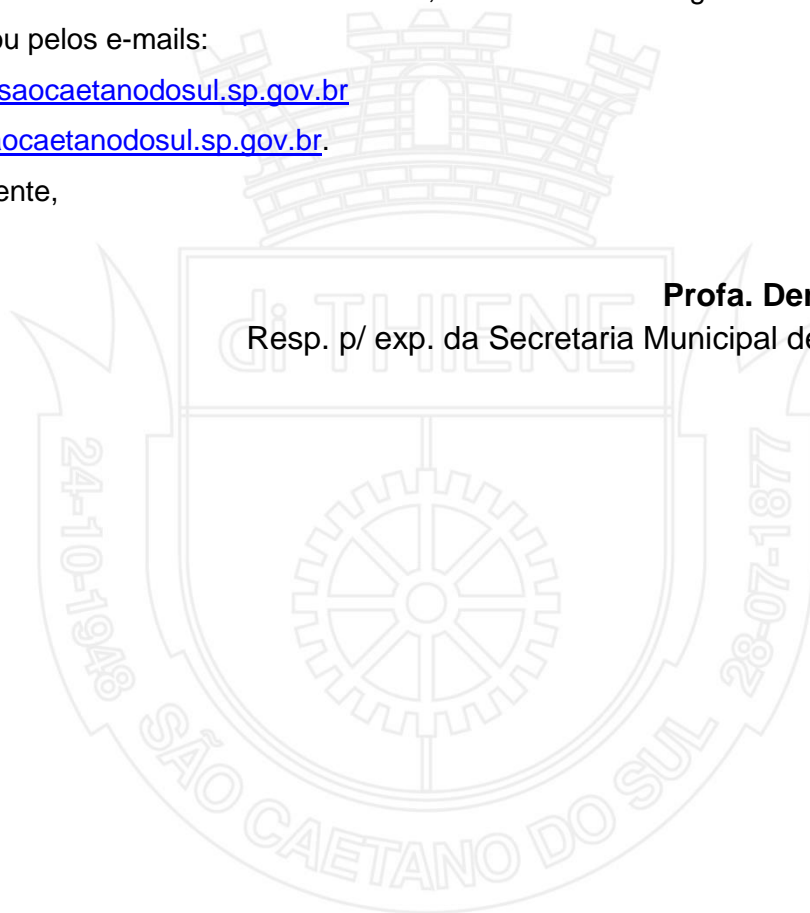 ou pelos e-mails:
saocaetanodosul.sp.gov.br
ocaetanodosul.sp.gov.br.
ente,
Profa. Der
Resp. p/ exp. da Secretaria Municipal de
di THIENE
24-10-1948
28-07-1877
SÃO CAETANO DO SUL